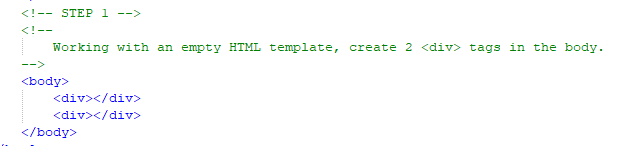 <!-- STEP 1 -->
<!--
Working with an empty HTML template, create 2 <div> tags in the body.
-->
<body>
<div></div>
<div></div>
</body>